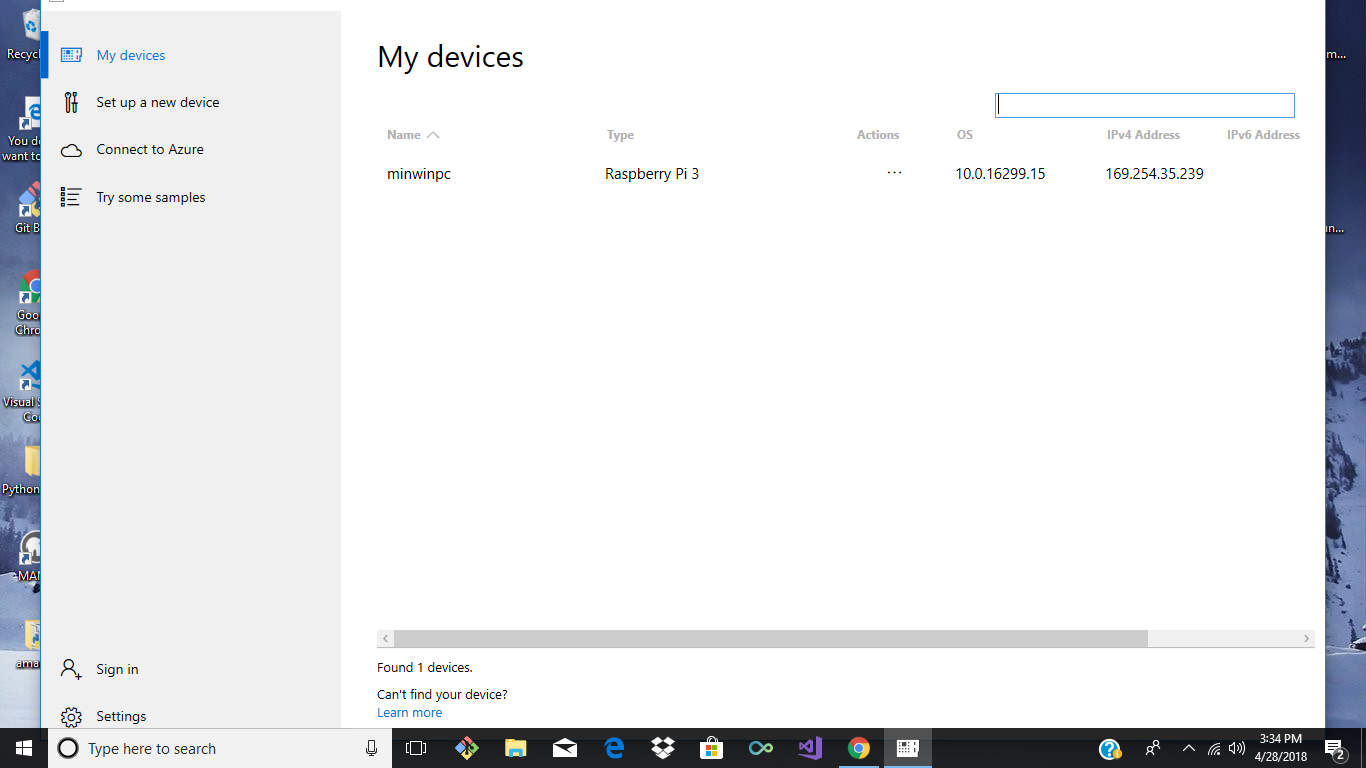 Recycl
You de
want to
Git B
Goo
Chro
Visual S
Co
Python
MAN
ama
My devices
Set up a new device
Connect to Azure
Try some samples
Sign in
Settings
My devices
Name Type Actions OS IPv4 Address IPv6 Address
minwinpc Raspberry Pi 3 ... 10.0.16299.15 169.254.35.239
Found 1 devices.
Can't find your device?
Learn more
m...
un...
Type here to search
3:34 PM
4/28/2018
2